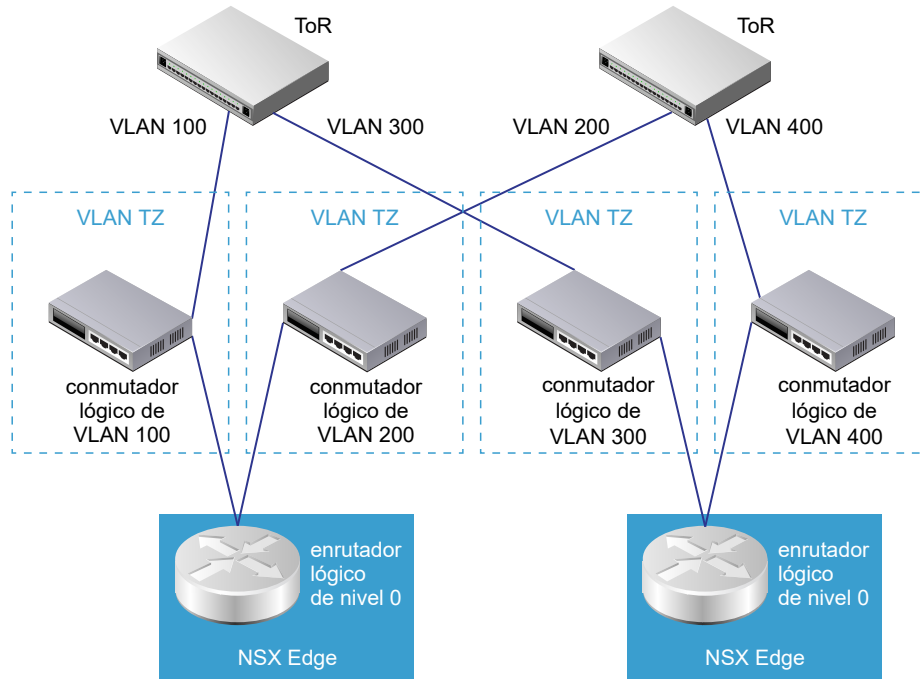 ToR
ToR
VLAN 100
VLAN 300
VLAN 200
VLAN 400
VLAN TZ
VLAN TZ
VLAN TZ
VLAN TZ
conmutador
lógico de
VLAN 100
conmutador
lógico de
VLAN 200
conmutador
lógico de
VLAN 300
conmutador
lógico de
VLAN 400
enrutador
lógico
de nivel 0
NSX Edge
enrutador
lógico
de nivel 0
NSX Edge